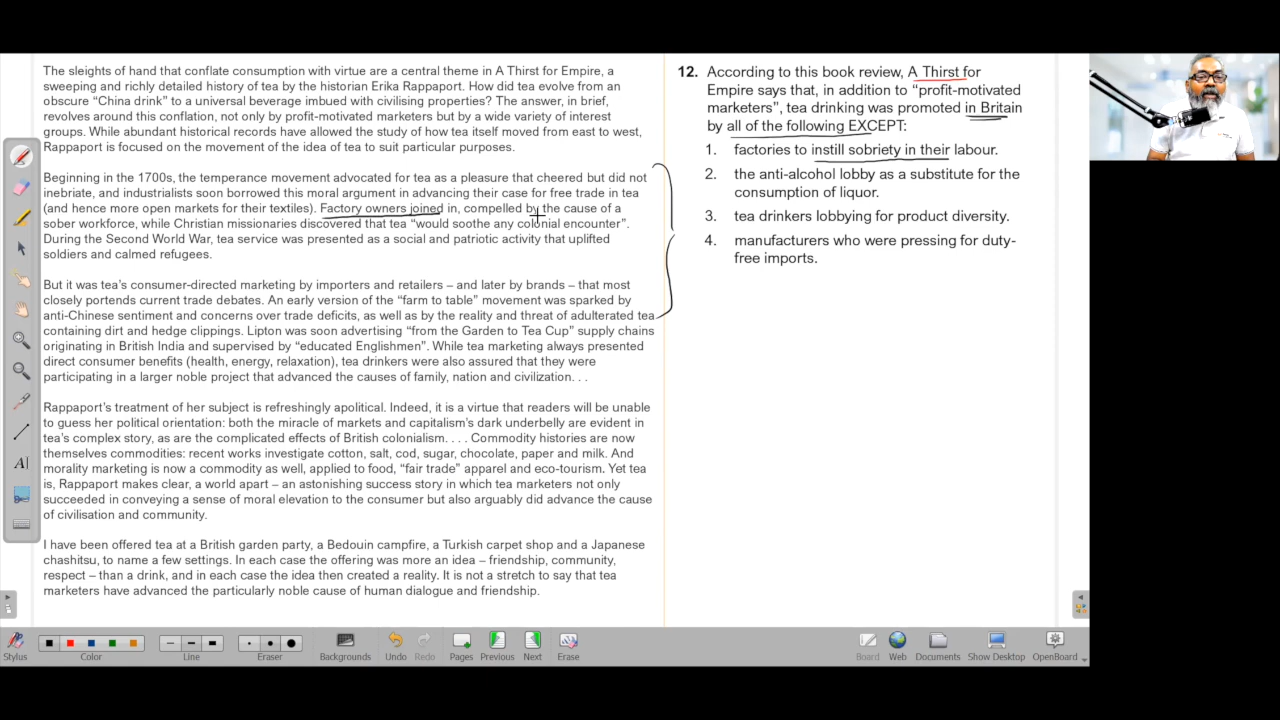 The sleights of hand that conflate consumption with virtue are a central theme in A Thirst for Empire, a
sweeping and richly detailed history of tea by the historian Erika Rappaport. How did tea evolve from an
obscure “China drink” to a universal beverage imbued with civilising properties? The answer, in brief,
revolves around this conflation, not only by profit-motivated marketers but by a wide variety of interest
groups. While abundant historical records have allowed the study of how tea itself moved from east to west,
Rappaport is focused on the movement of the idea of tea to suit particular purposes.
Beginning in the 1700s, the temperance movement advocated for tea as a pleasure that cheered but did not
inebriate, and industrialists soon borrowed this moral argument in advancing their case for free trade in tea
(and hence more open markets for their textiles). Factory owners joined in, compelled by the cause of a
sober workforce, while Christian missionaries discovered that tea “would soothe any colonial encounter”.
During the Second World War, tea service was presented as a social and patriotic activity that uplifted
soldiers and calmed refugees.
But it was tea’s consumer-directed marketing by importers and retailers – and later by brands – that most
closely portends current trade debates. An early version of the “farm to table” movement was sparked by
anti-Chinese sentiment and concerns over trade deficits, as well as by the reality and threat of adulterated tea
containing dirt and hedge clippings. Lipton was soon advertising “from the Garden to Tea Cup” supply chains
originating in British India and supervised by “educated Englishmen”. While tea marketing always presented
direct consumer benefits (health, energy, relaxation), tea drinkers were also assured that they were
participating in a larger noble project that advanced the causes of family, nation and civilization. . .
Rappaport’s treatment of her subject is refreshingly apolitical. Indeed, it is a virtue that readers will be unable
to guess her political orientation: both the miracle of markets and capitalism’s dark underbelly are evident in
tea’s complex story, as are the complicated effects of British colonialism. . . . Commodity histories are now
themselves commodities: recent works investigate cotton, salt, cod, sugar, chocolate, paper and milk. And
morality marketing is now a commodity as well, applied to food, “fair trade” apparel and eco-tourism. Yet tea
is, Rappaport makes clear, a world apart – an astonishing success story in which tea marketers not only
succeeded in conveying a sense of moral elevation to the consumer but also arguably did advance the cause
of civilisation and community.
I have been offered tea at a British garden party, a Bedouin campfire, a Turkish carpet shop and a Japanese
chashitsu, to name a few settings. In each case the offering was more an idea – friendship, community,
respect – than a drink, and in each case the idea then created a reality. It is not a stretch to say that tea
marketers have advanced the particularly noble cause of human dialogue and friendship.
12. According to this book review, A Thirst for
Empire says that, in addition to “profit-motivated
marketers”, tea drinking was promoted in Britain
by all of the following EXCEPT:
1. factories to instill sobriety in their labour.
2. the anti-alcohol lobby as a substitute for the
consumption of liquor.
3. tea drinkers lobbying for product diversity.
4. manufacturers who were pressing for duty-
free imports.
Stylus Color Line Eraser Backgrounds Undo Redo Pages Previous Next Erase Board Web Documents Show Desktop OpenBoard